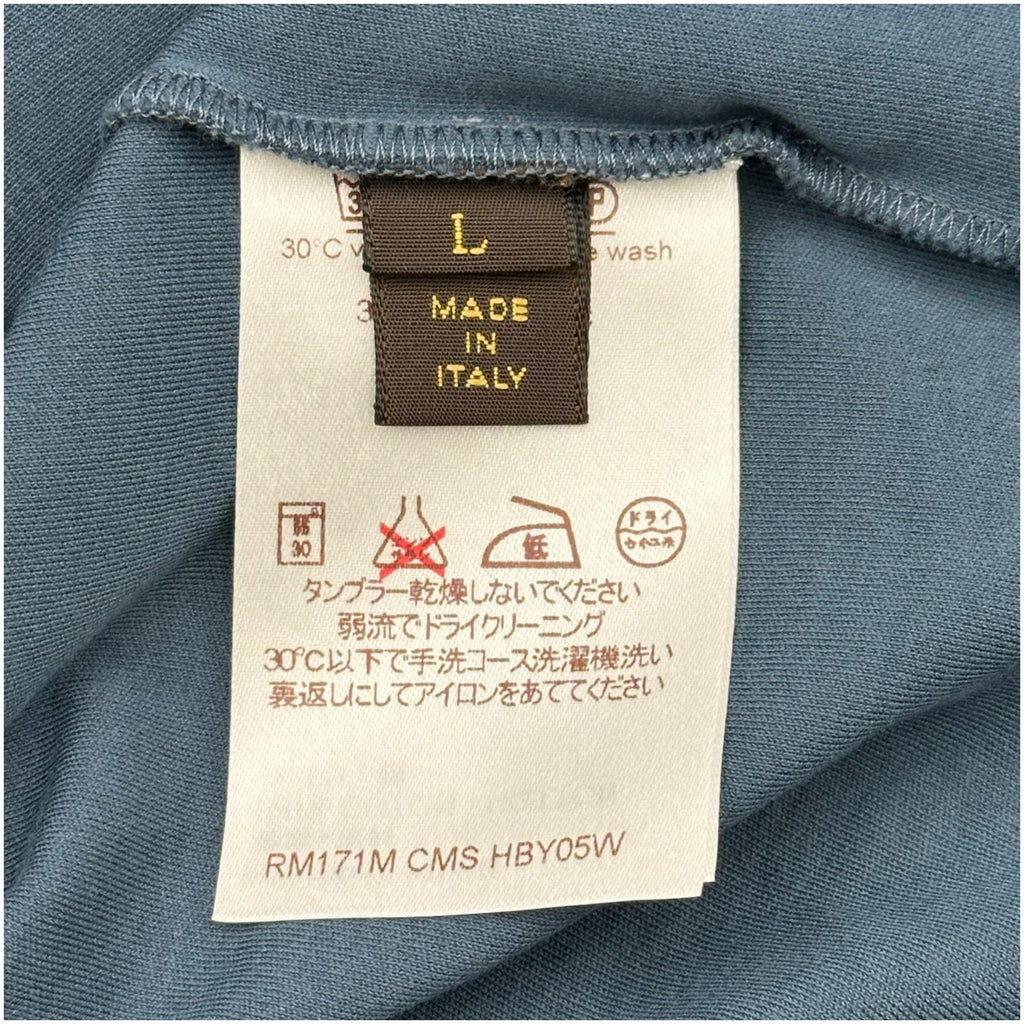 L
MADE
IN
ITALY
P
30°C
wash
弱
30
低
ドライ
タンブラー乾燥しないでください
弱流でドライクリーニング
30°C以下で手洗コース洗濯機洗い
裏返しにしてアイロンをあててください
RM171M CMS HBY05W